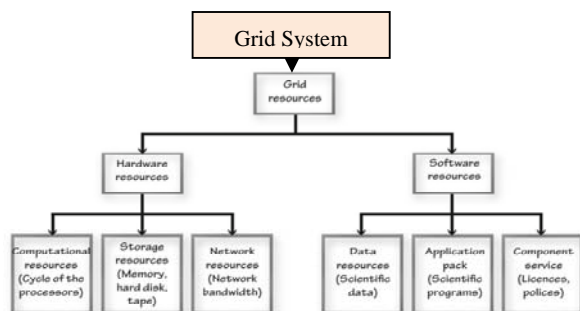 Grid System
Grid
resources
Hardware
resources
Software
resources
Computational
resources
(Cycle of the
processors)
Storage
resources
(Memory,
hard disk,
tape)
Network
resources
(Network
bandwidth)
Data
resources
(Scientific
data)
Application
pack
(Scientific
programs)
Component
service
(Licences,
polices)